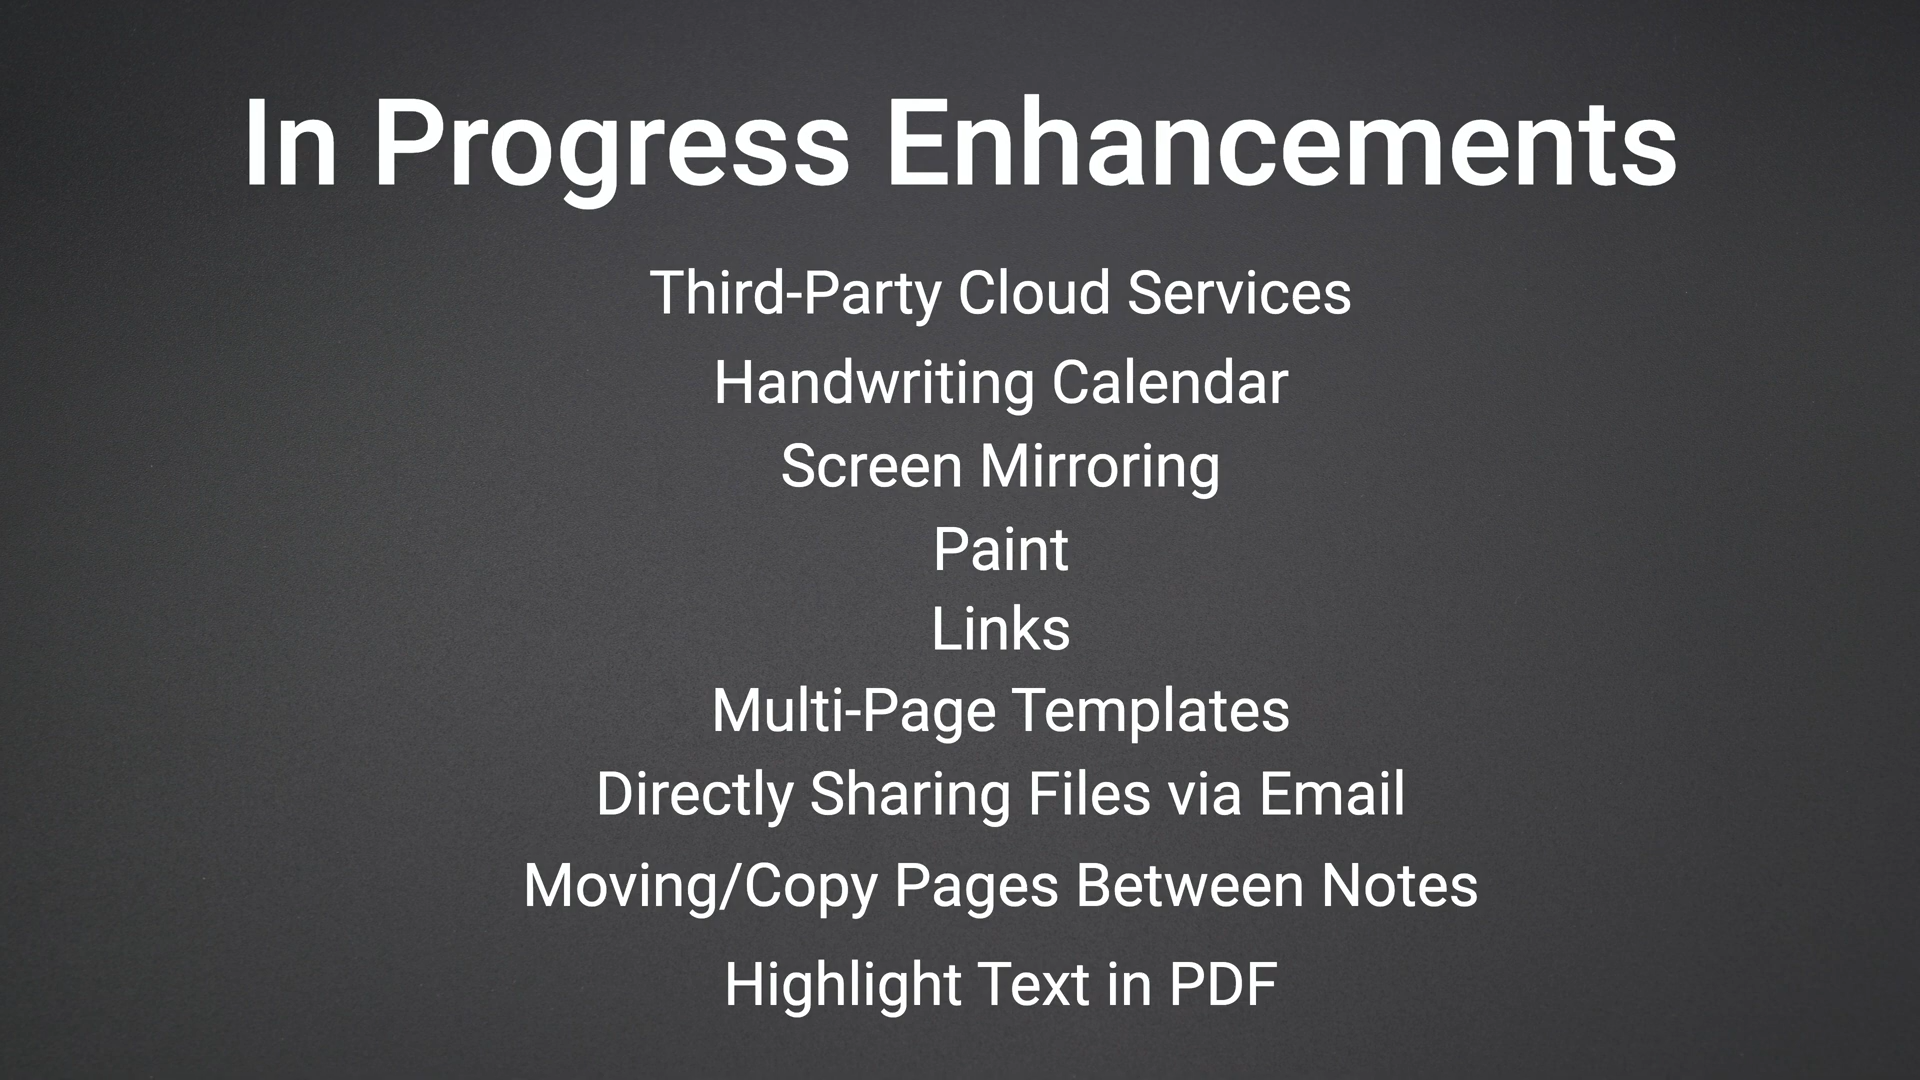 In Progress Enhancements
Third-Party Cloud Services
Handwriting Calendar
Screen Mirroring
Paint
Links
Multi-Page Templates
Directly Sharing Files via Email
Moving/Copy Pages Between Notes
Highlight Text in PDF